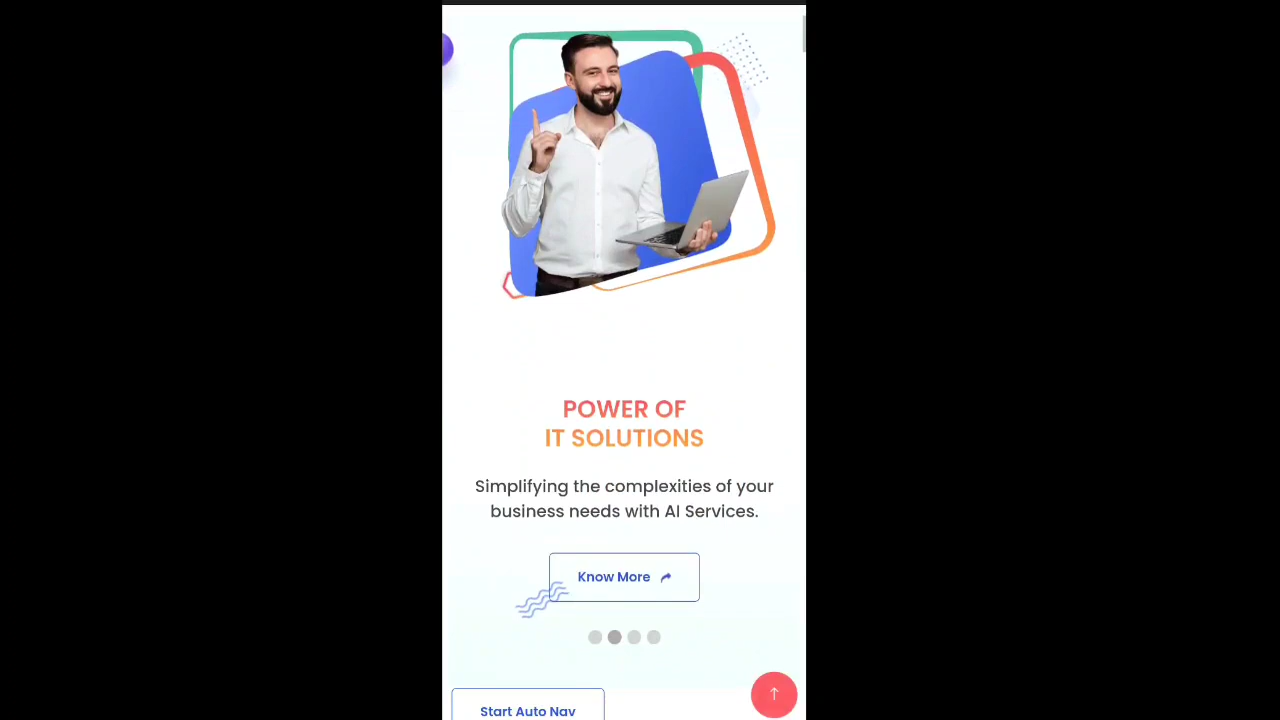 POWER OF
IT SOLUTIONS
Simplifying the complexities of your
business needs with AI Services.
Know More
Start Auto Nav